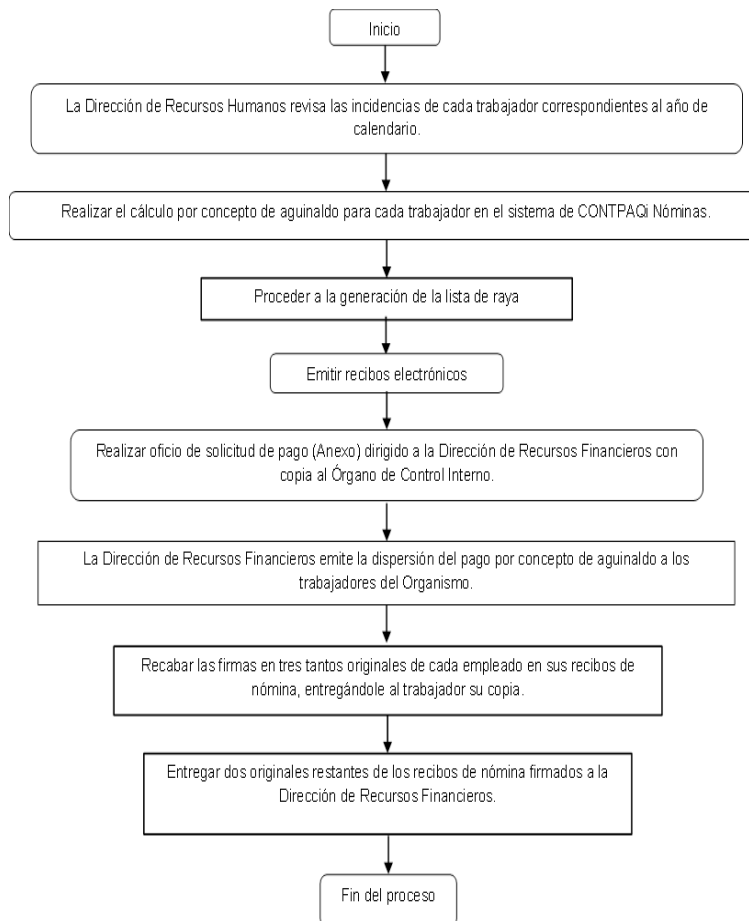 Inicio
La Dirección de Recursos Humanos revisa las incidencias de cada trabajador correspondientes al año de
calendario.
Realizar el cálculo por concepto de aguinaldo para cada trabajador en el sistema de CONTPAQi Nóminas.
Proceder a la generación de la lista de raya
Emitir recibos electrónicos
Realizar oficio de solicitud de pago (Anexo) dirigido a la Dirección de Recursos Financieros con
copia al Órgano de Control Interno.
La Dirección de Recursos Financieros emite la dispersión del pago por concepto de aguinaldo a los
trabajadores del Organismo.
Recabar las firmas en tres tantos originales de cada empleado en sus recibos de
nómina, entregándole al trabajador su copia.
Entregar dos originales restantes de los recibos de nómina firmados a la
Dirección de Recursos Financieros.
Fin del proceso